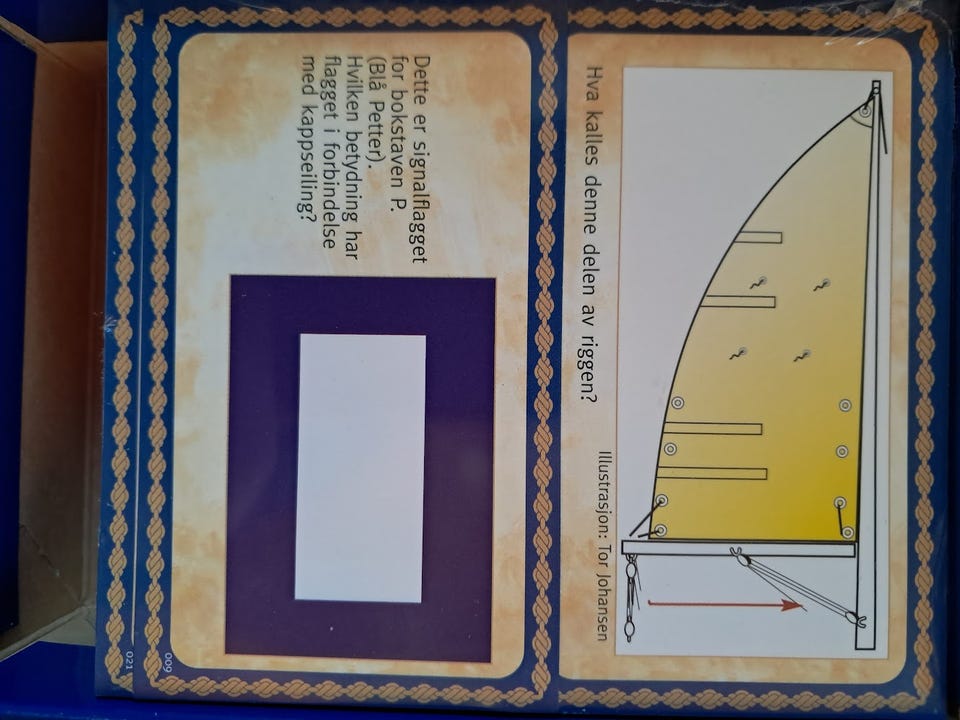 Hva kalles denne delen av riggen?
Illustrasjon: Tor Johansen
Dette er signalflagget
for bokstaven P.
(Blå Petter).
Hvilken betydning har
flagget i forbindelse
med kappseiling?
009
021